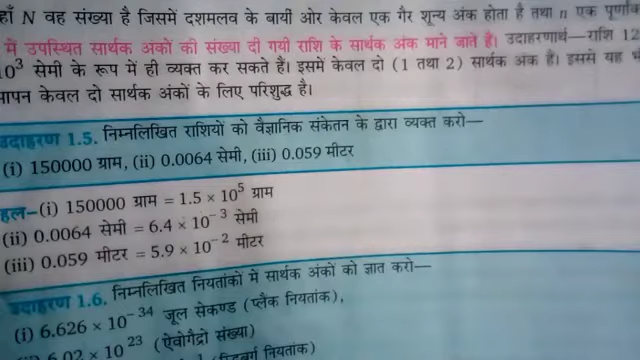 हाँ N वह संख्या है जिसमें दशमलव के बायीं ओर केवल एक गैर शून्य अंक होता है तथा n एक पूर्णांक
में उपस्थित सार्थक अंकों की संख्या दी गयी राशि के सार्थक अंक माने जाते है। उदाहरणार्थ—राशि 12
10³ सेमी के रूप में ही व्यक्त कर सकते हैं। इसमें केवल दो (1 तथा 2) सार्थक अंक है। इससे यह भ
मापन केवल दो सार्थक अंकों के लिए परिशुद्ध है।
उदाहरण 1.5. निम्नलिखित राशियों को वैज्ञानिक संकेतन के द्वारा व्यक्त करो—
(i) 150000 ग्राम, (ii) 0.0064 सेमी, (iii) 0.059 मीटर
हल–(i) 150000 ग्राम = 1.5 × 10⁵ ग्राम
(ii) 0.0064 सेमी = 6.4 × 10⁻³ सेमी
(iii) 0.059 मीटर = 5.9 × 10⁻² मीटर
उदाहरण 1.6. निम्नलिखित नियतांकों में सार्थक अंकों को ज्ञात करो—
(i) 6.626 × 10⁻³⁴ जूल सेकण्ड (प्लैंक नियतांक),
6.02 × 10²³ (ऐवोगैद्रो संख्या)
नियतांक)